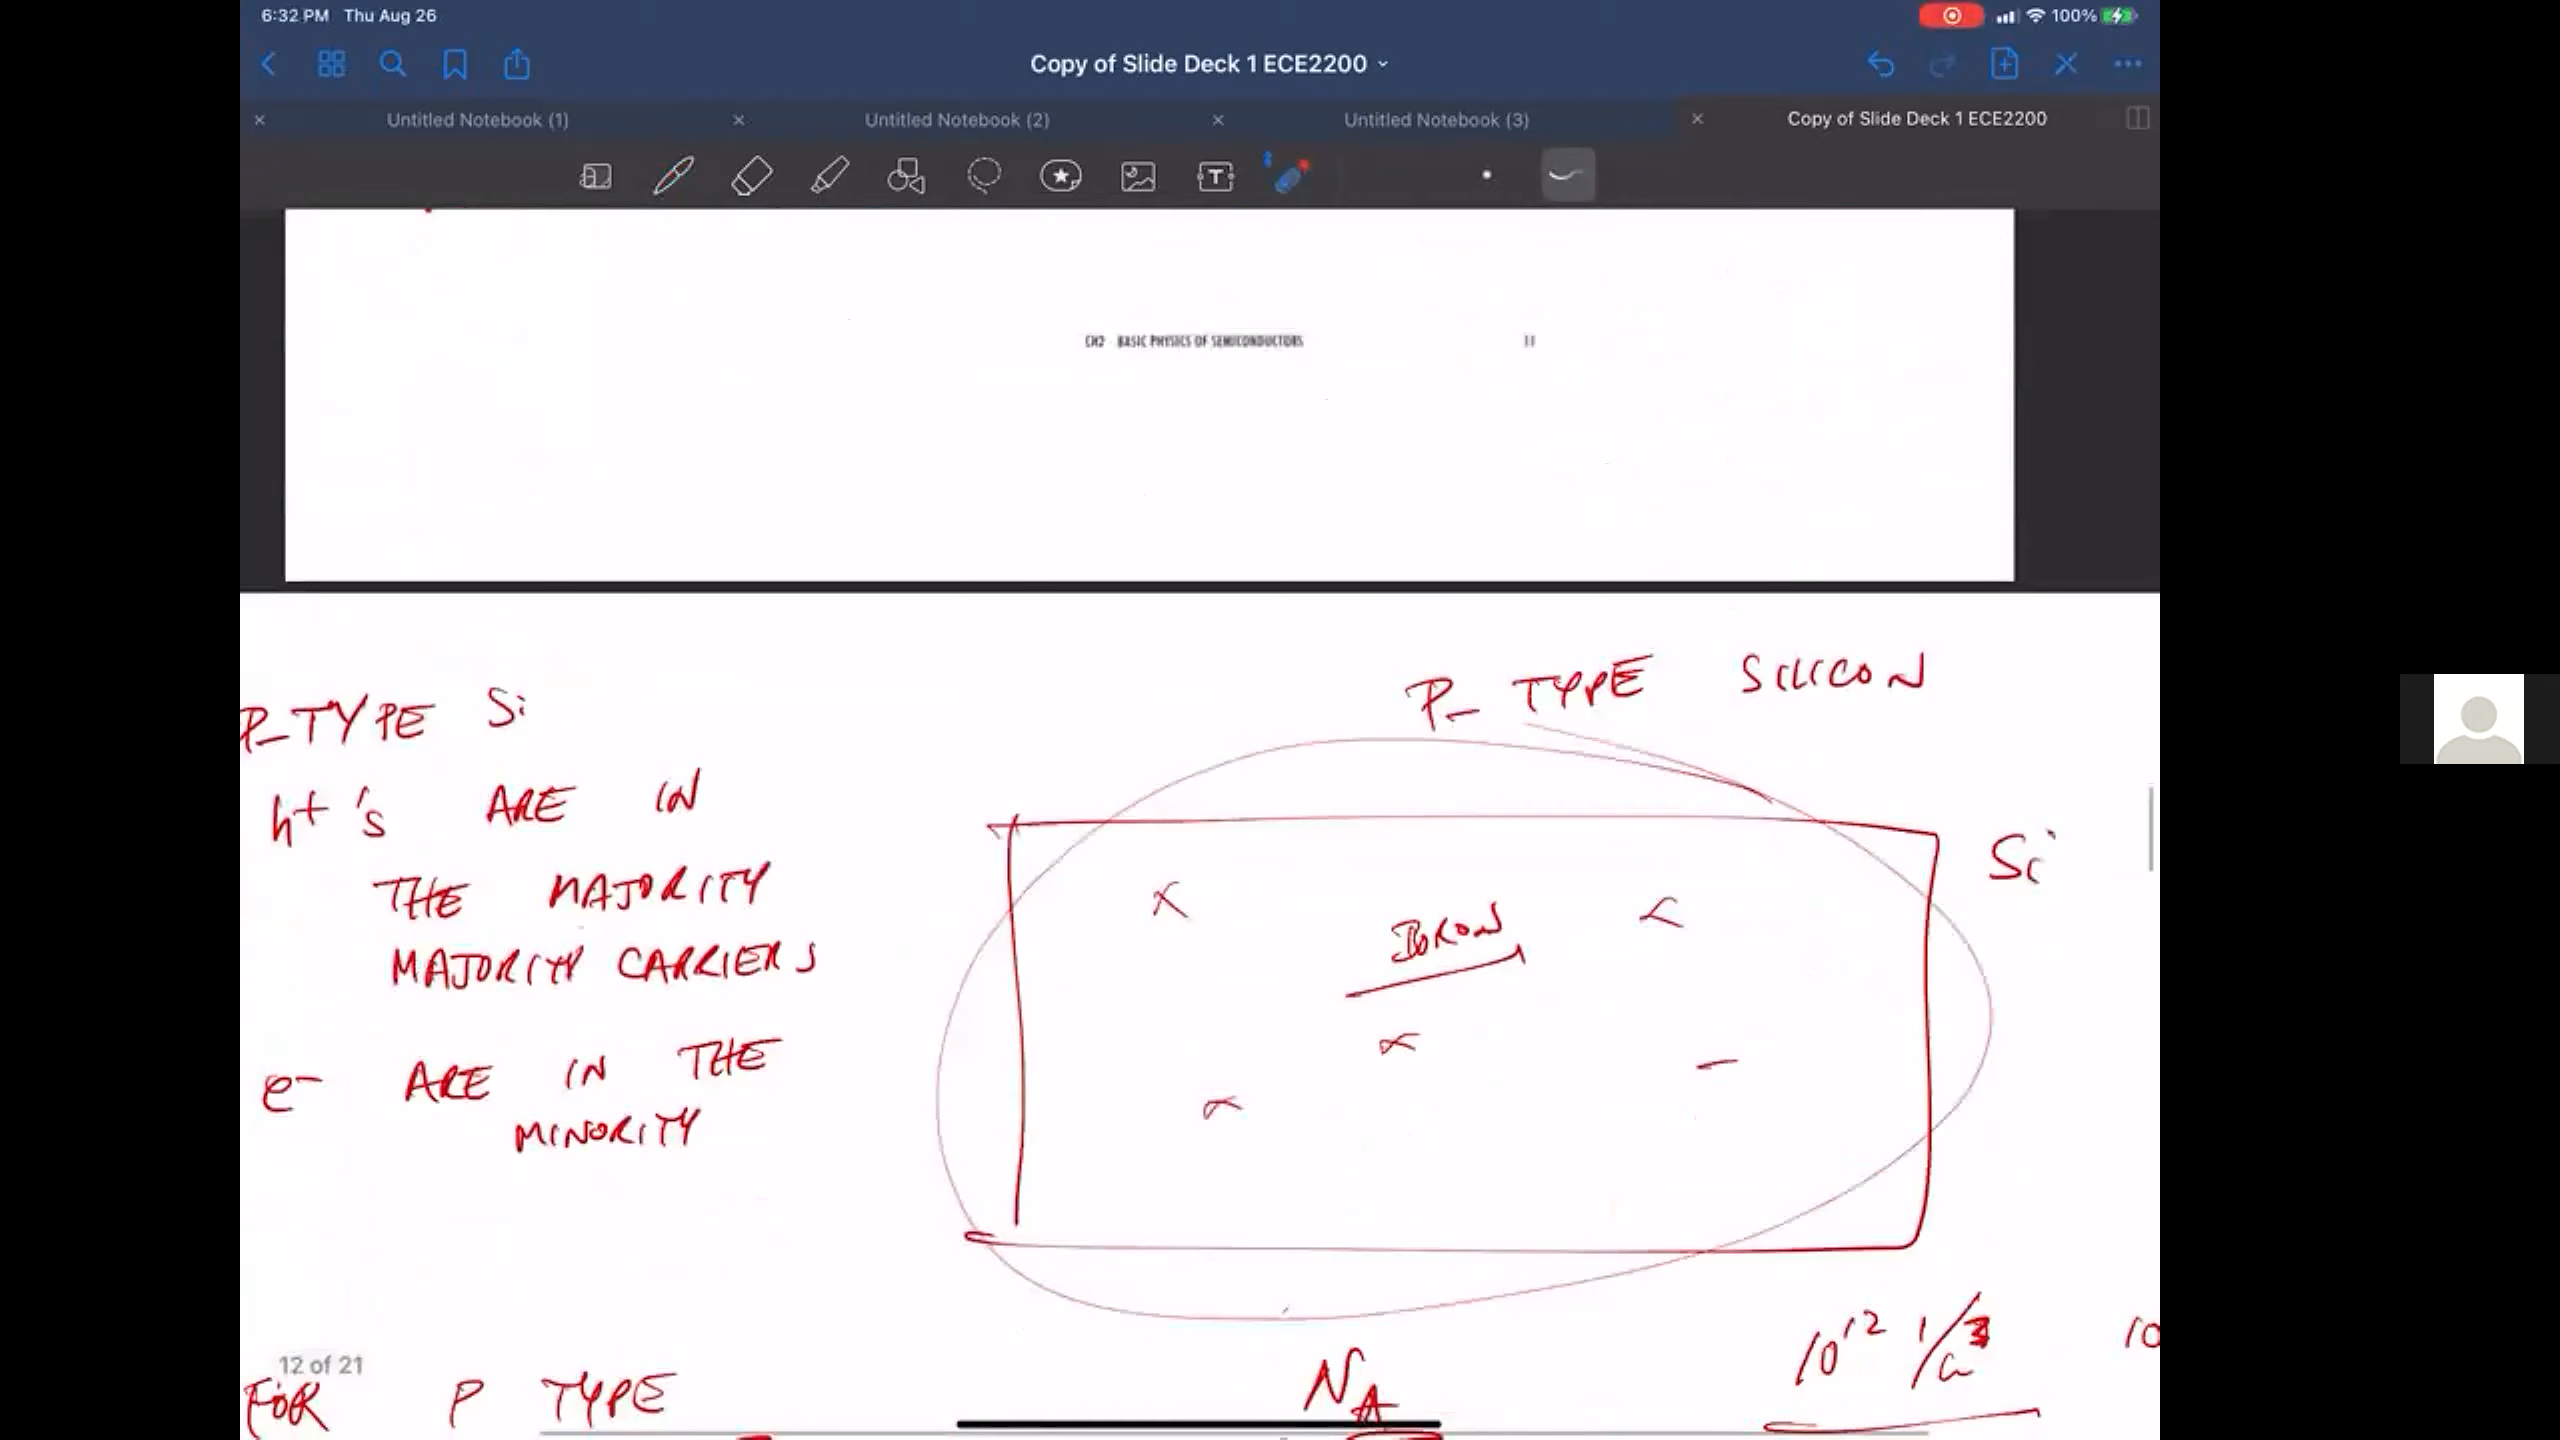 6:32 PM Thu Aug 26
100%
Copy of Slide Deck 1 ECE2200
Untitled Notebook (1)
Untitled Notebook (2)
Untitled Notebook (3)
Copy of Slide Deck 1 ECE2200
CH2 BASIC PHYSICS OF SEMICONDUCTORS
11
P-TYPE Si
h+'s ARE IN
THE MAJORITY
MAJORITY CARRIERS
e- ARE IN THE
MINORITY
P- TYPE SILICON
Si
BORON
12 of 21
FOR P TYPE
NA
10^12 1/cm^3
10